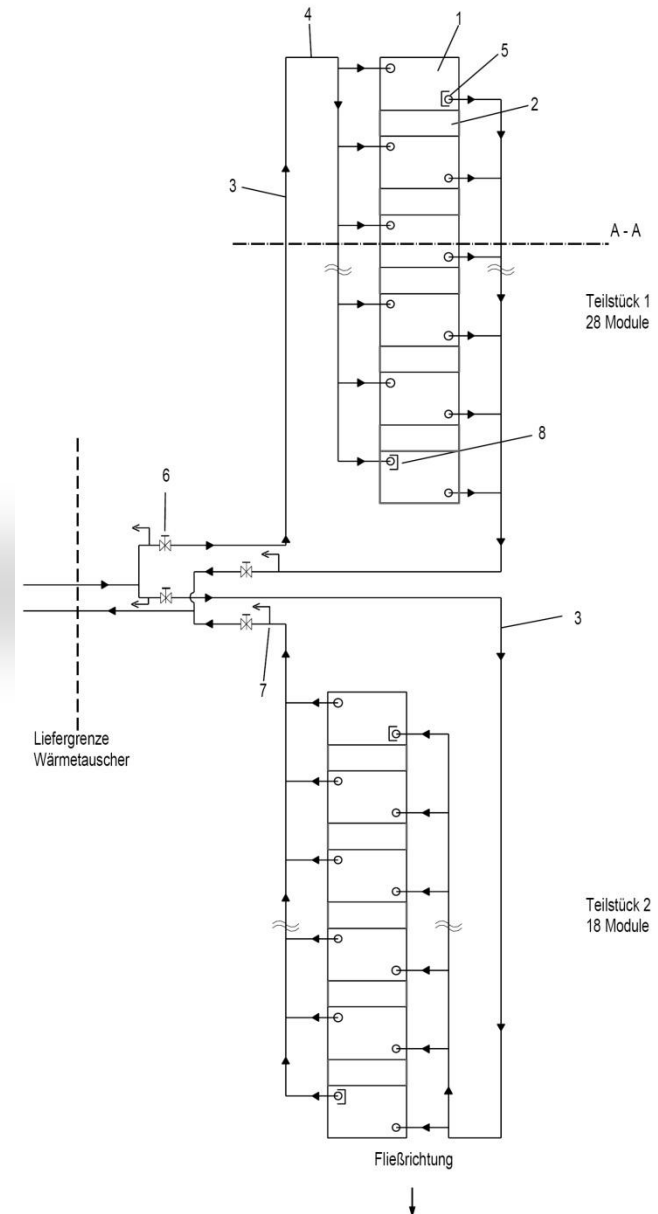 4
1
5
2
3
A - A
Teilstück 1
28 Module
8
6
3
7
Liefergrenze
Wärmetauscher
Teilstück 2
18 Module
Fließrichtung